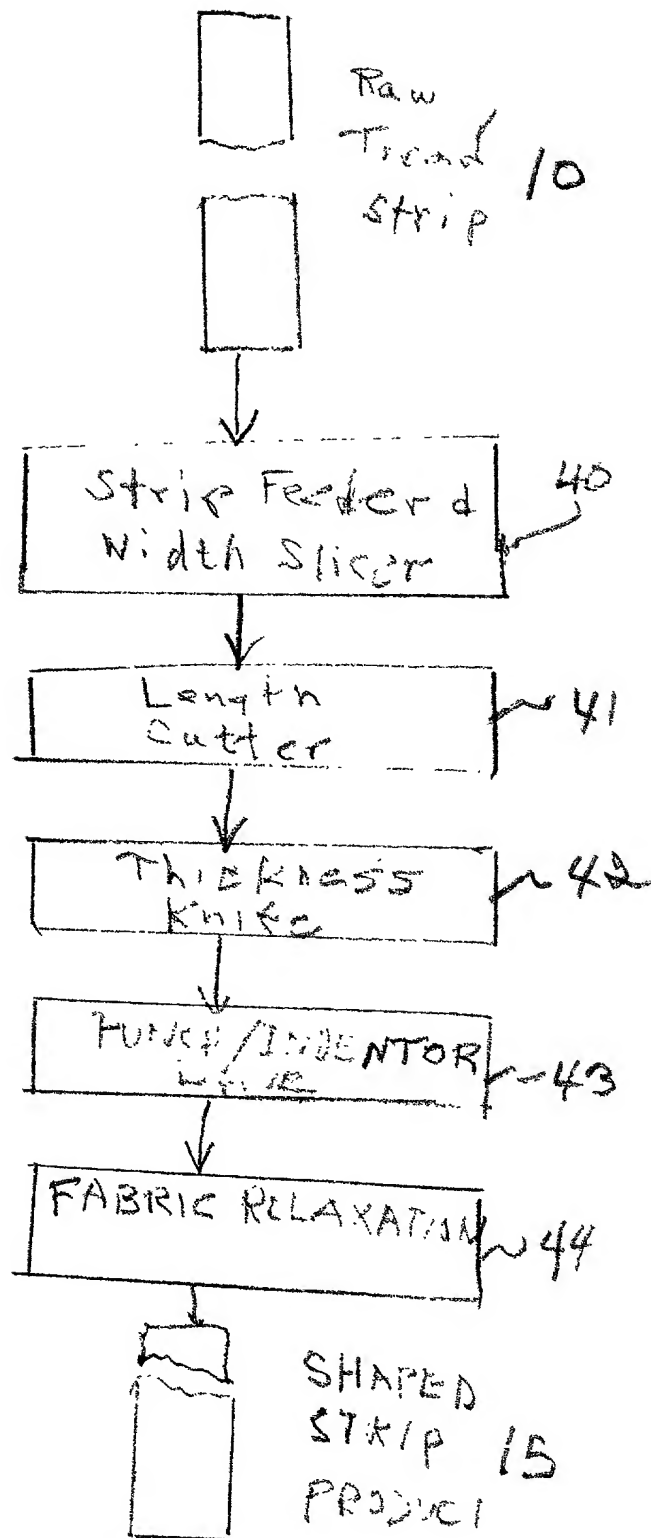 Raw
Tread
Strip 10
Strip Feeder &
Width Slicer
40
Length
Cutter
41
Thickness
Knife
42
PUNCH/INDENTOR
43
FABRIC RELAXATION
44
SHAPED
STRIP
PRODUCT
15